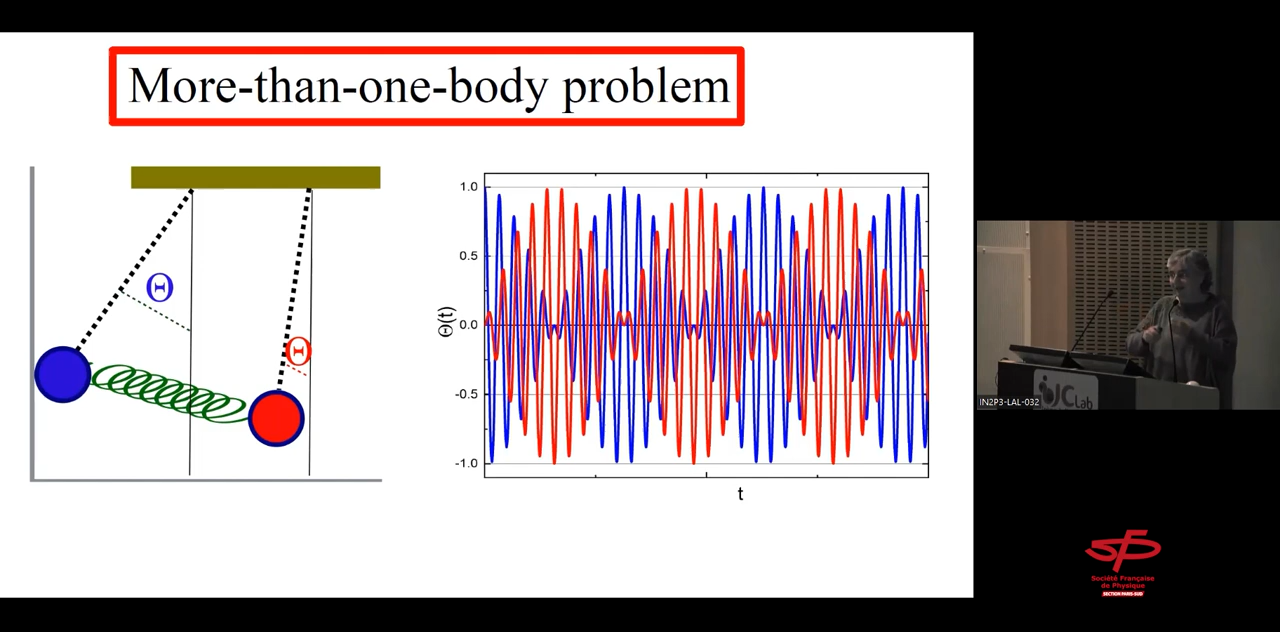 More-than-one-body problem
Θ
Θ
1.0
0.5
0.0
-0.5
-1.0
Θ(t)
t
IJCLab
IN2P3-LAL-032
SFP
Société Française
de Physique
SECTION PARIS-SUD